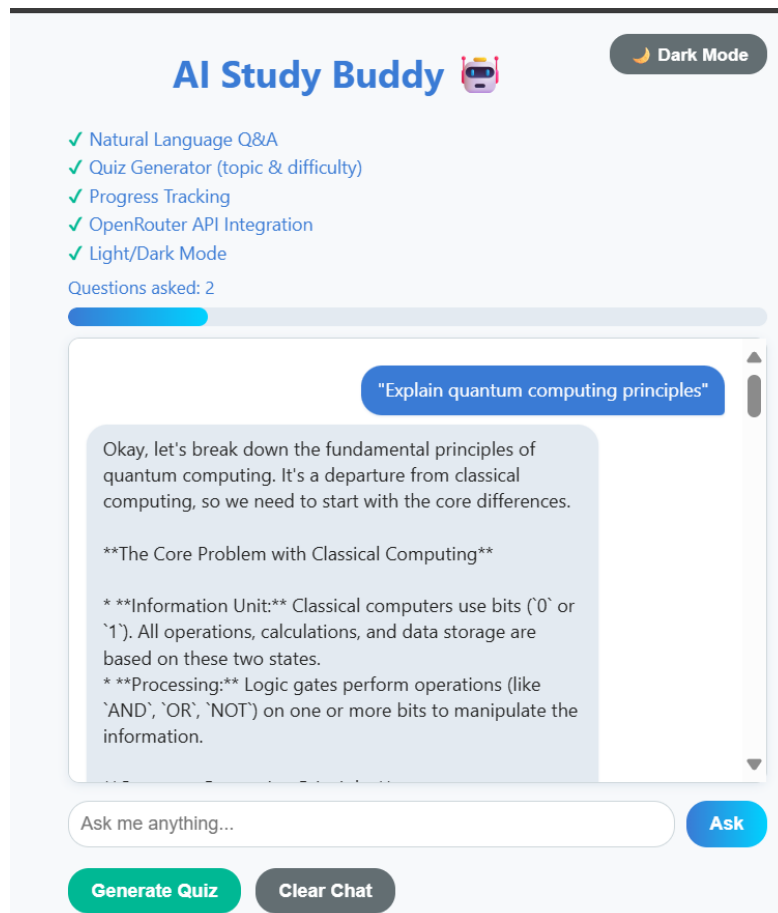 AI Study Buddy
🌙 Dark Mode
✓ Natural Language Q&A
✓ Quiz Generator (topic & difficulty)
✓ Progress Tracking
✓ OpenRouter API Integration
✓ Light/Dark Mode
Questions asked: 2
"Explain quantum computing principles"
Okay, let's break down the fundamental principles of
quantum computing. It's a departure from classical
computing, so we need to start with the core differences.
**The Core Problem with Classical Computing**
* **Information Unit:** Classical computers use bits (`0` or
`1`). All operations, calculations, and data storage are
based on these two states.
* **Processing:** Logic gates perform operations (like
`AND`, `OR`, `NOT`) on one or more bits to manipulate the
information.
Ask me anything...
Ask
Generate Quiz
Clear Chat